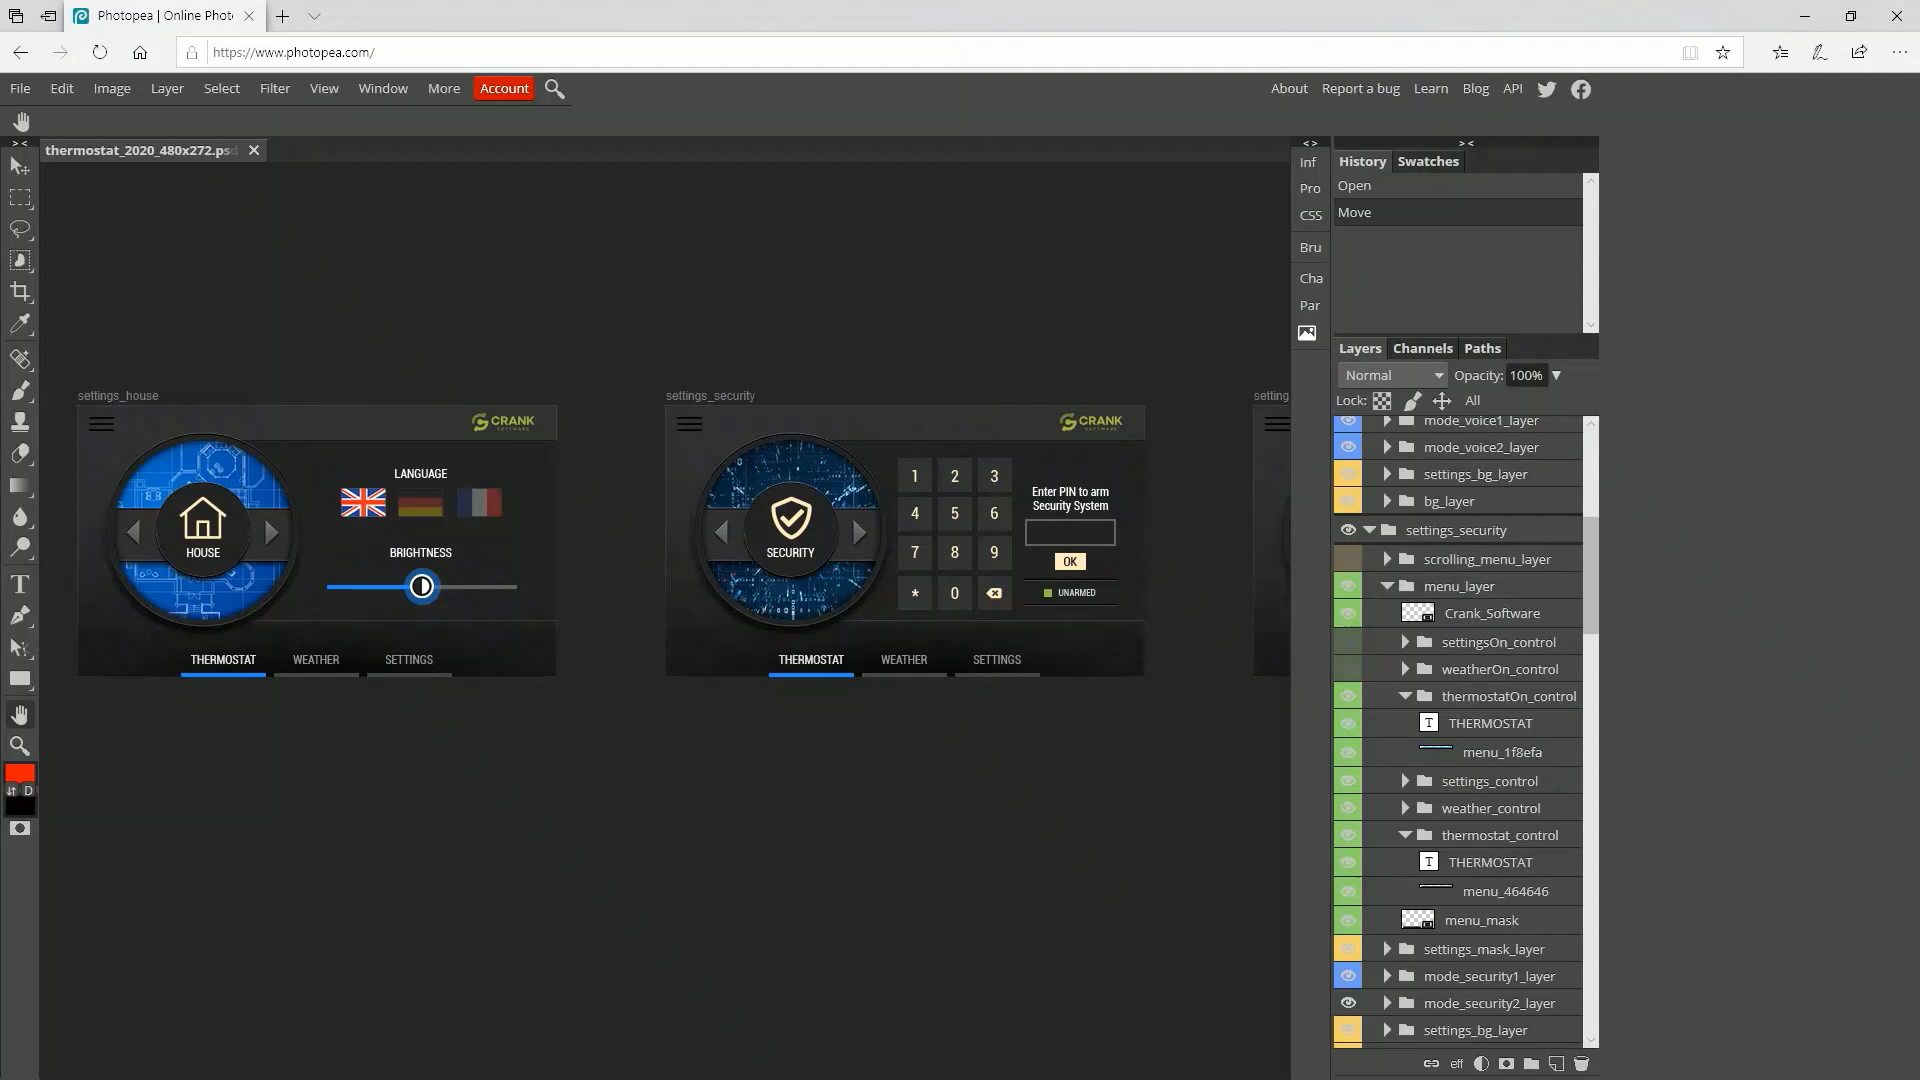 Photopea | Online Phot
https://www.photopea.com/
File Edit Image Layer Select Filter View Window More Account
About Report a bug Learn Blog API
thermostat_2020_480x272.ps
settings_house
CRANK
SOFTWARE
LANGUAGE
HOUSE
BRIGHTNESS
THERMOSTAT WEATHER SETTINGS
settings_security
CRANK
SOFTWARE
SECURITY
1 2 3
4 5 6
7 8 9
* 0
Enter PIN to arm
Security System
OK
UNARMED
THERMOSTAT WEATHER SETTINGS
setting
Inf
Pro
CSS
Bru
Cha
Par
History Swatches
Open
Move
Layers Channels Paths
Normal Opacity: 100%
Lock: All
mode_voice1_layer
mode_voice2_layer
settings_bg_layer
bg_layer
settings_security
scrolling_menu_layer
menu_layer
Crank_Software
settingsOn_control
weatherOn_control
thermostatOn_control
T THERMOSTAT
menu_1f8efa
settings_control
weather_control
thermostat_control
T THERMOSTAT
menu_464646
menu_mask
settings_mask_layer
mode_security1_layer
mode_security2_layer
settings_bg_layer
eff
T
D